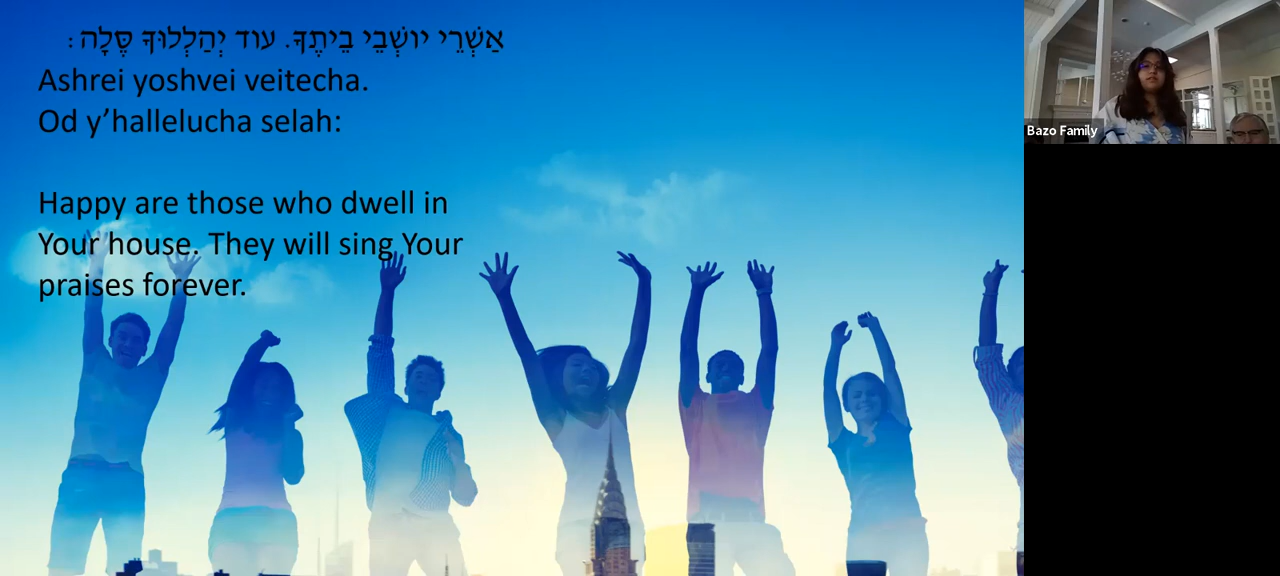 אַשְׁרֵי יוֹשְׁבֵי בֵיתֶךָ. עוֹד יְהַלְלוּךָ סֶּלָה :
Ashrei yoshvei veitecha.
Od y’hallelucha selah:
Happy are those who dwell in
Your house. They will sing Your
praises forever.
Bazo Family